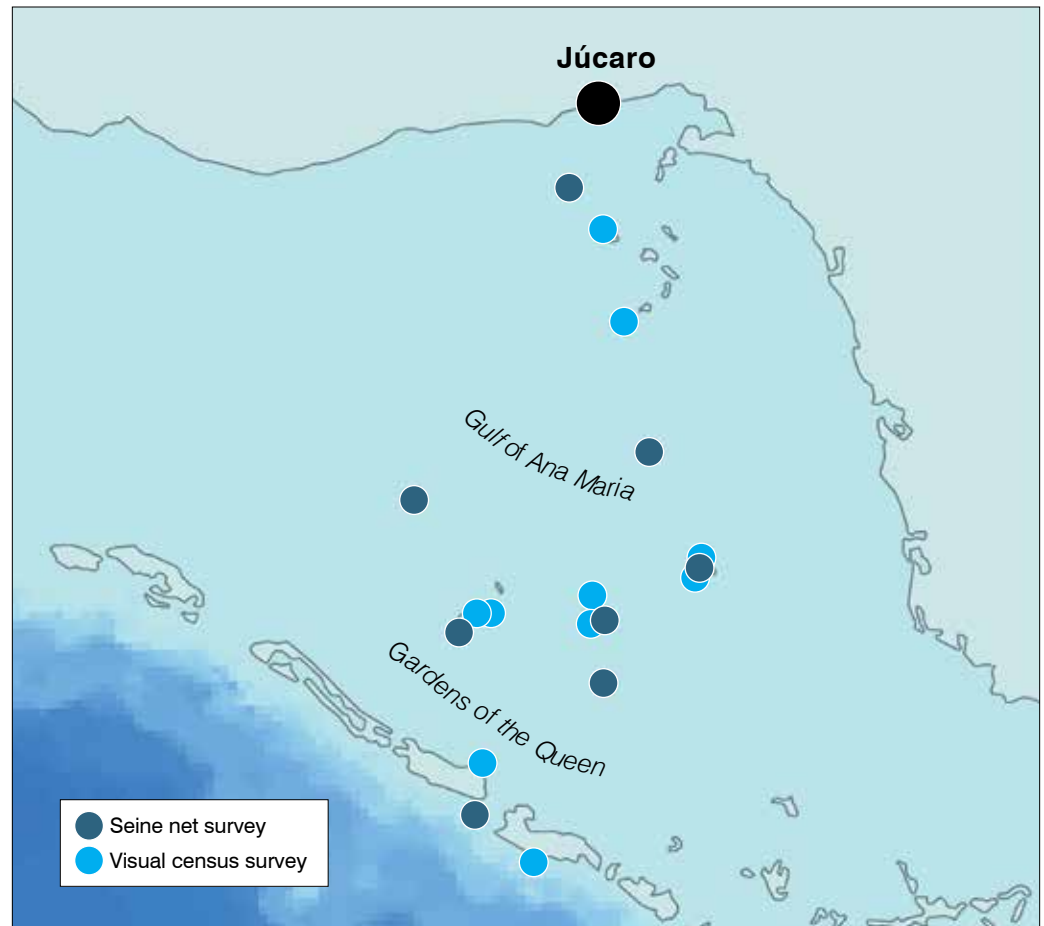 Júcaro
Gulf of Ana Maria
Gardens of the Queen
Seine net survey
Visual census survey